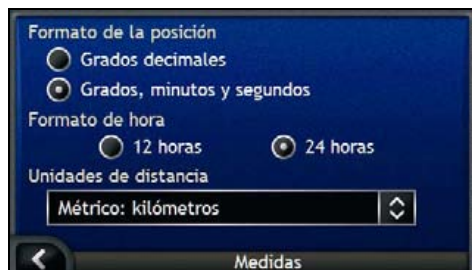 Formato de la posición
Grados decimales
Grados, minutos y segundos
Formato de hora
12 horas 24 horas
Unidades de distancia
Métrico: kilómetros
Medidas